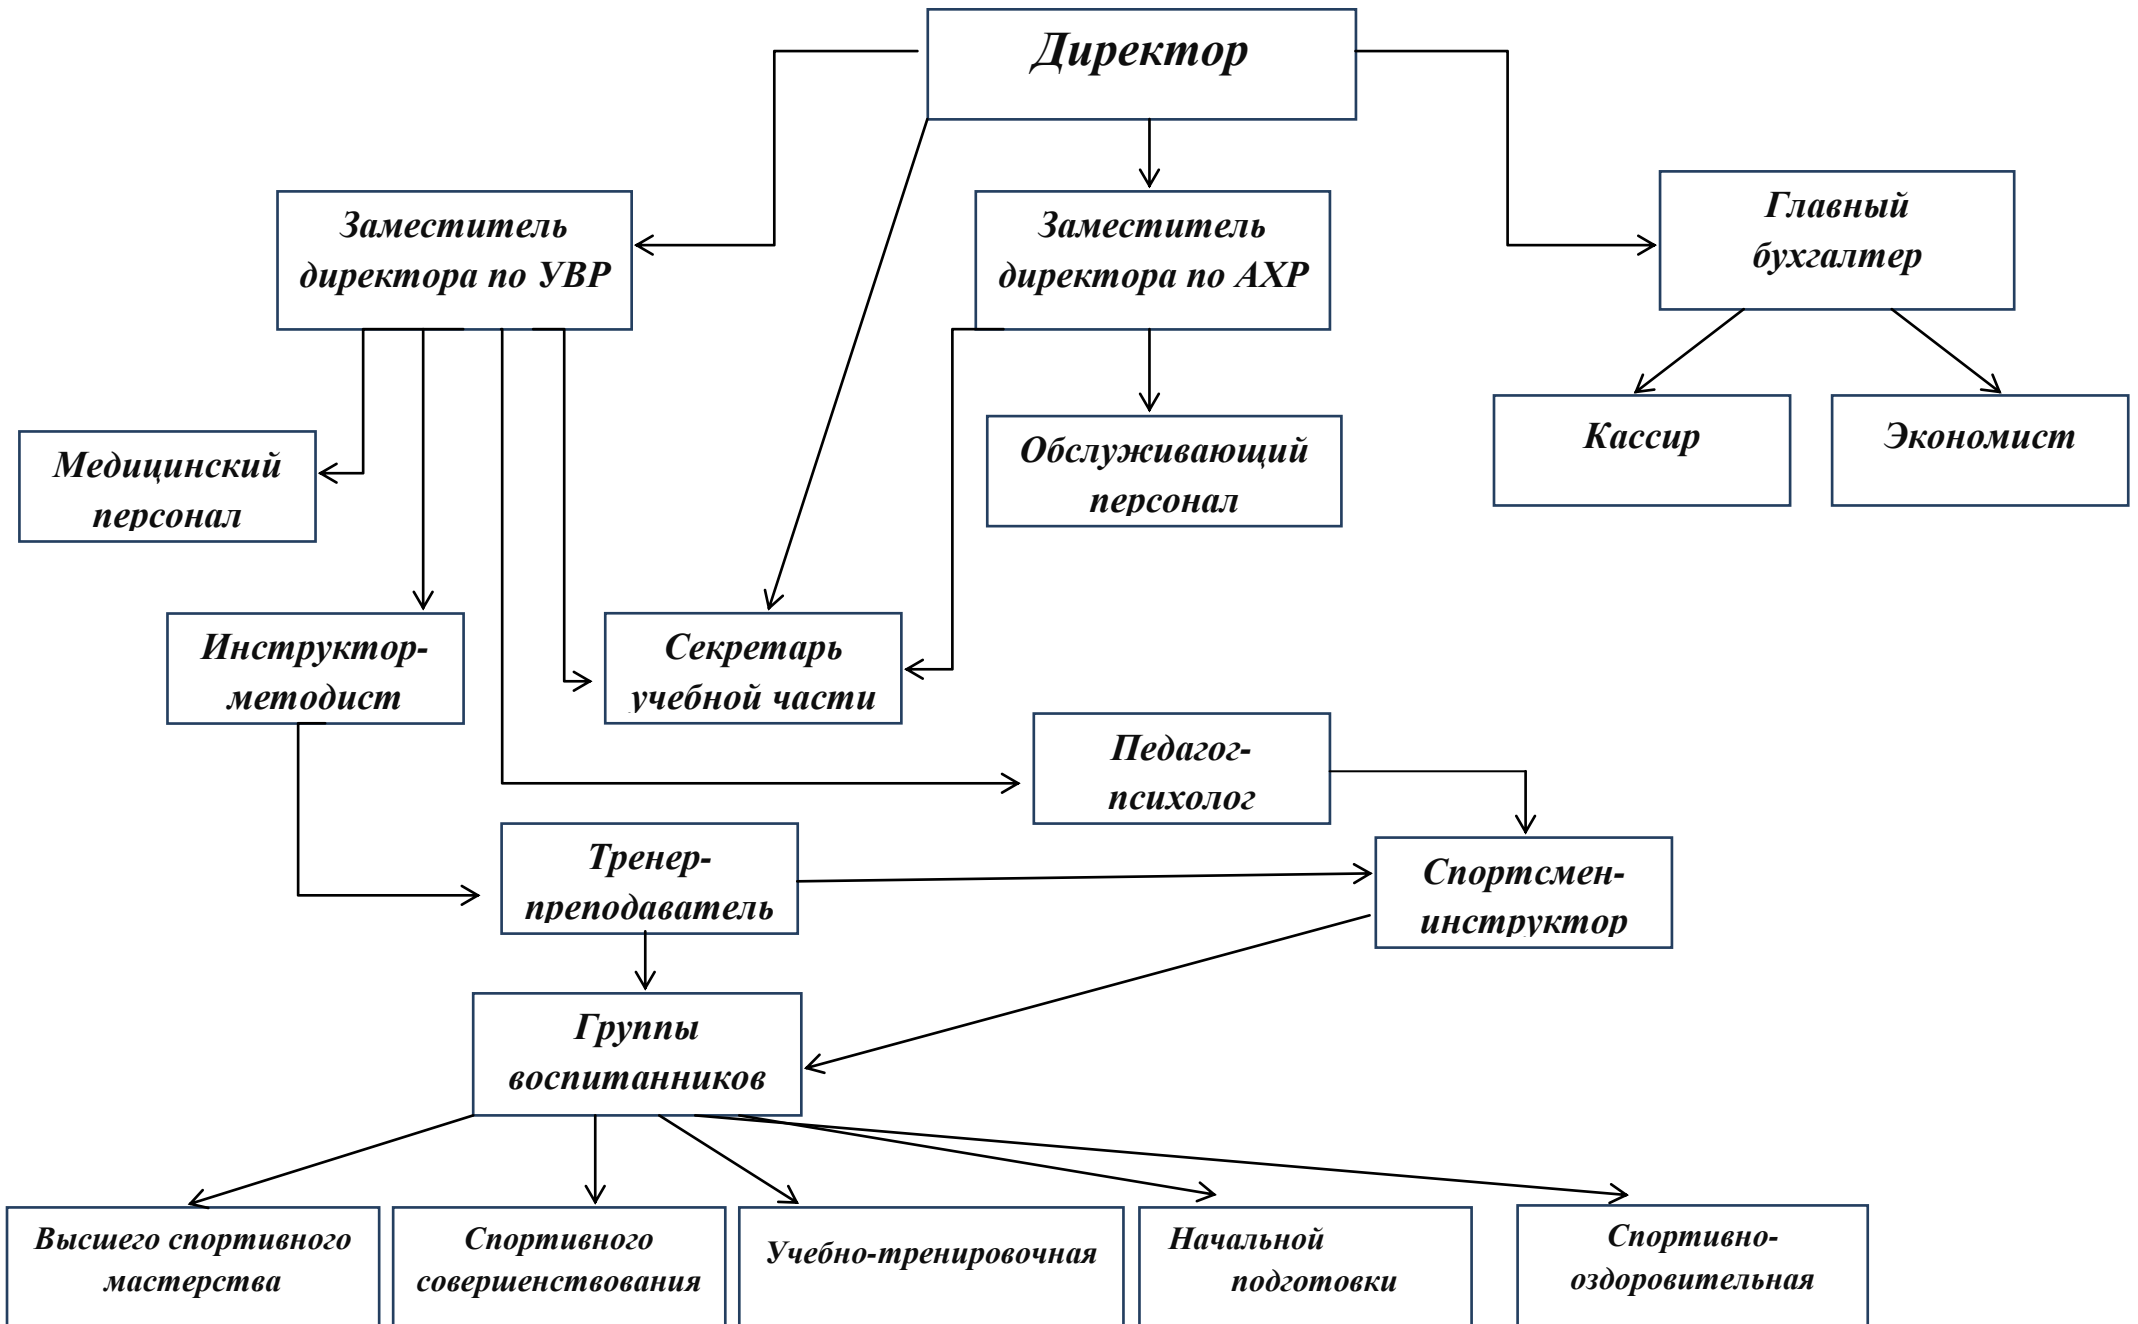 Директор
Заместитель
директора по УВР
Заместитель
директора по АХР
Главный
бухгалтер
Медицинский
персонал
Обслуживающий
персонал
Кассир
Экономист
Инструктор-
методист
Секретарь
учебной части
Педагог-
психолог
Тренер-
преподаватель
Спортсмен-
инструктор
Группы
воспитанников
Высшего спортивного
мастерства
Спортивного
совершенствования
Учебно-тренировочная
Начальной
подготовки
Спортивно-
оздоровительная